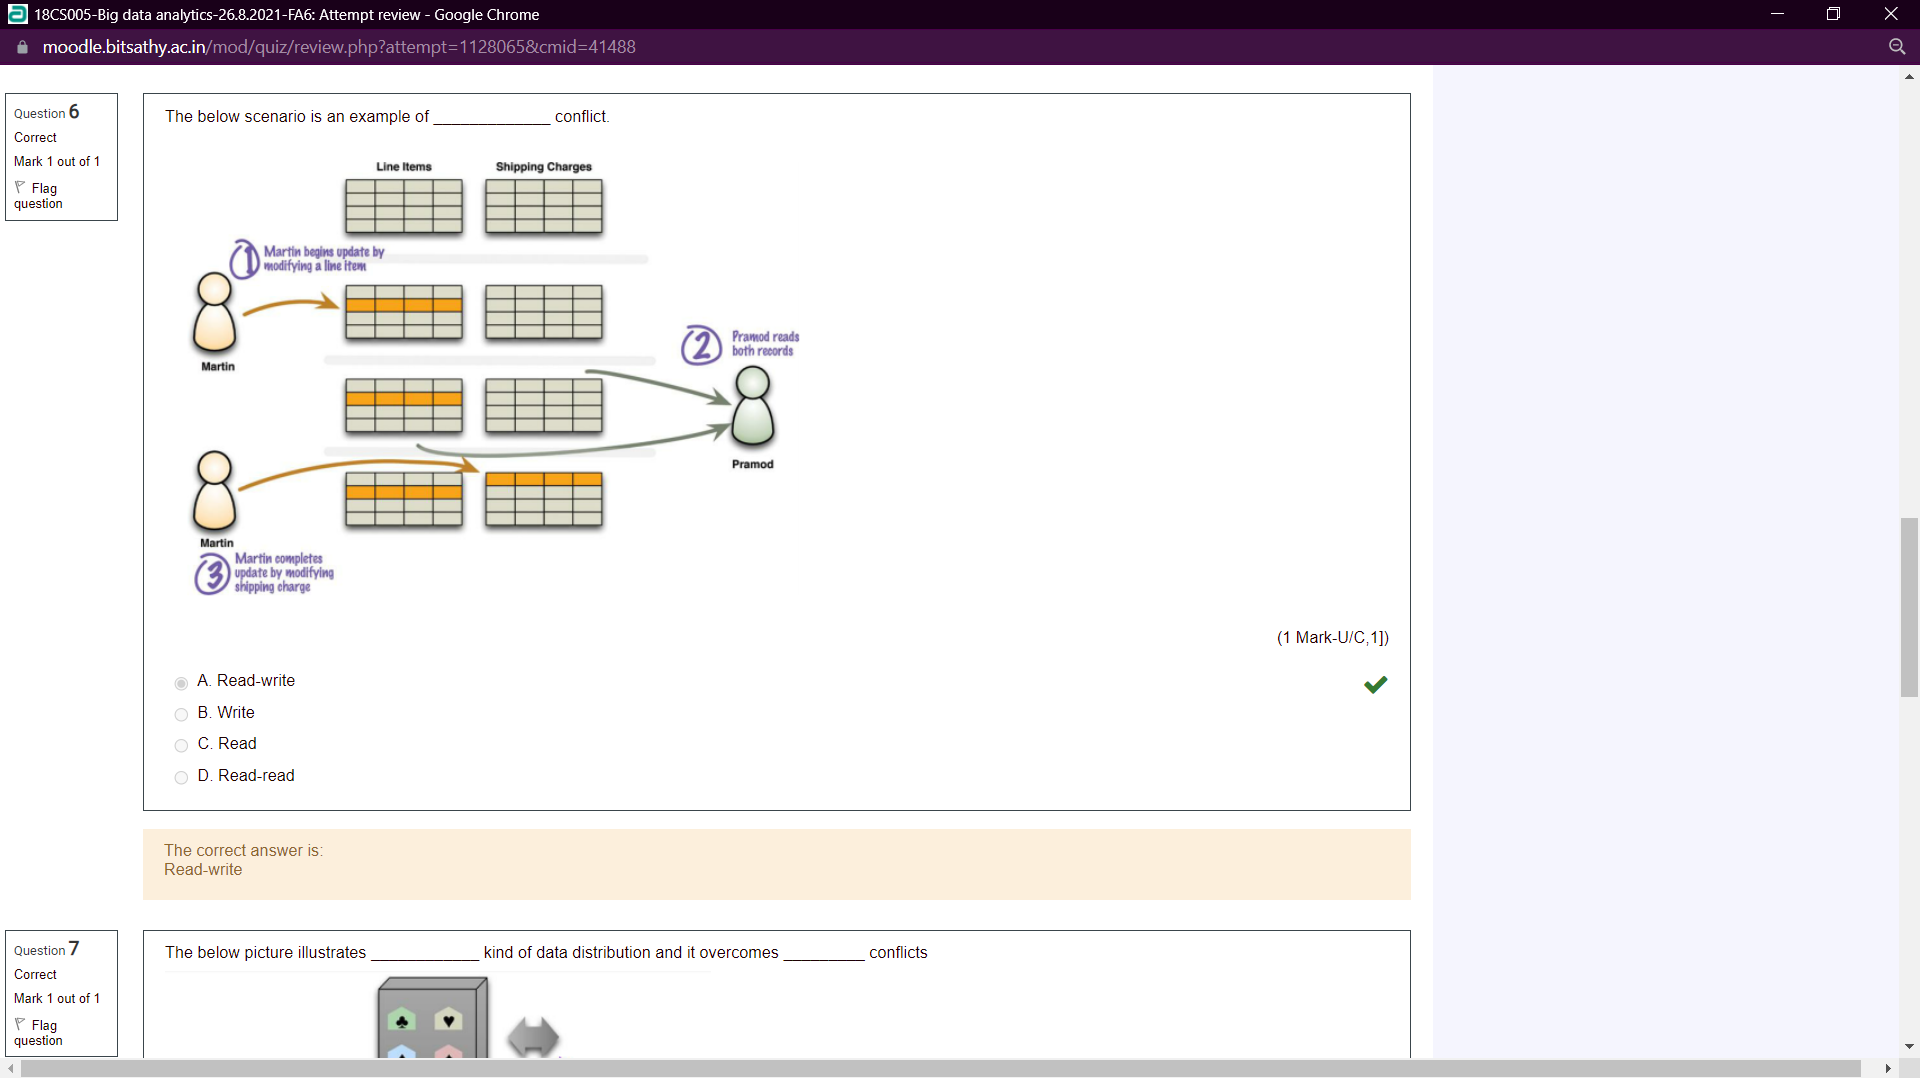 18CS005-Big data analytics-26.8.2021-FA6: Attempt review - Google Chrome
moodle.bitsathy.ac.in/mod/quiz/review.php?attempt=1128065&cmid=41488
Question 6
Correct
Mark 1 out of 1
Flag
question
The below scenario is an example of _____________ conflict.
Line Items
Shipping Charges
1
Martin begins update by
modifying a line item
Martin
2
Pramod reads
both records
Pramod
Martin
3
Martin completes
update by modifying
shipping charge
(1 Mark-U/C,1])
A. Read-write
B. Write
C. Read
D. Read-read
The correct answer is:
Read-write
Question 7
Correct
Mark 1 out of 1
Flag
question
The below picture illustrates ____________ kind of data distribution and it overcomes _________ conflicts